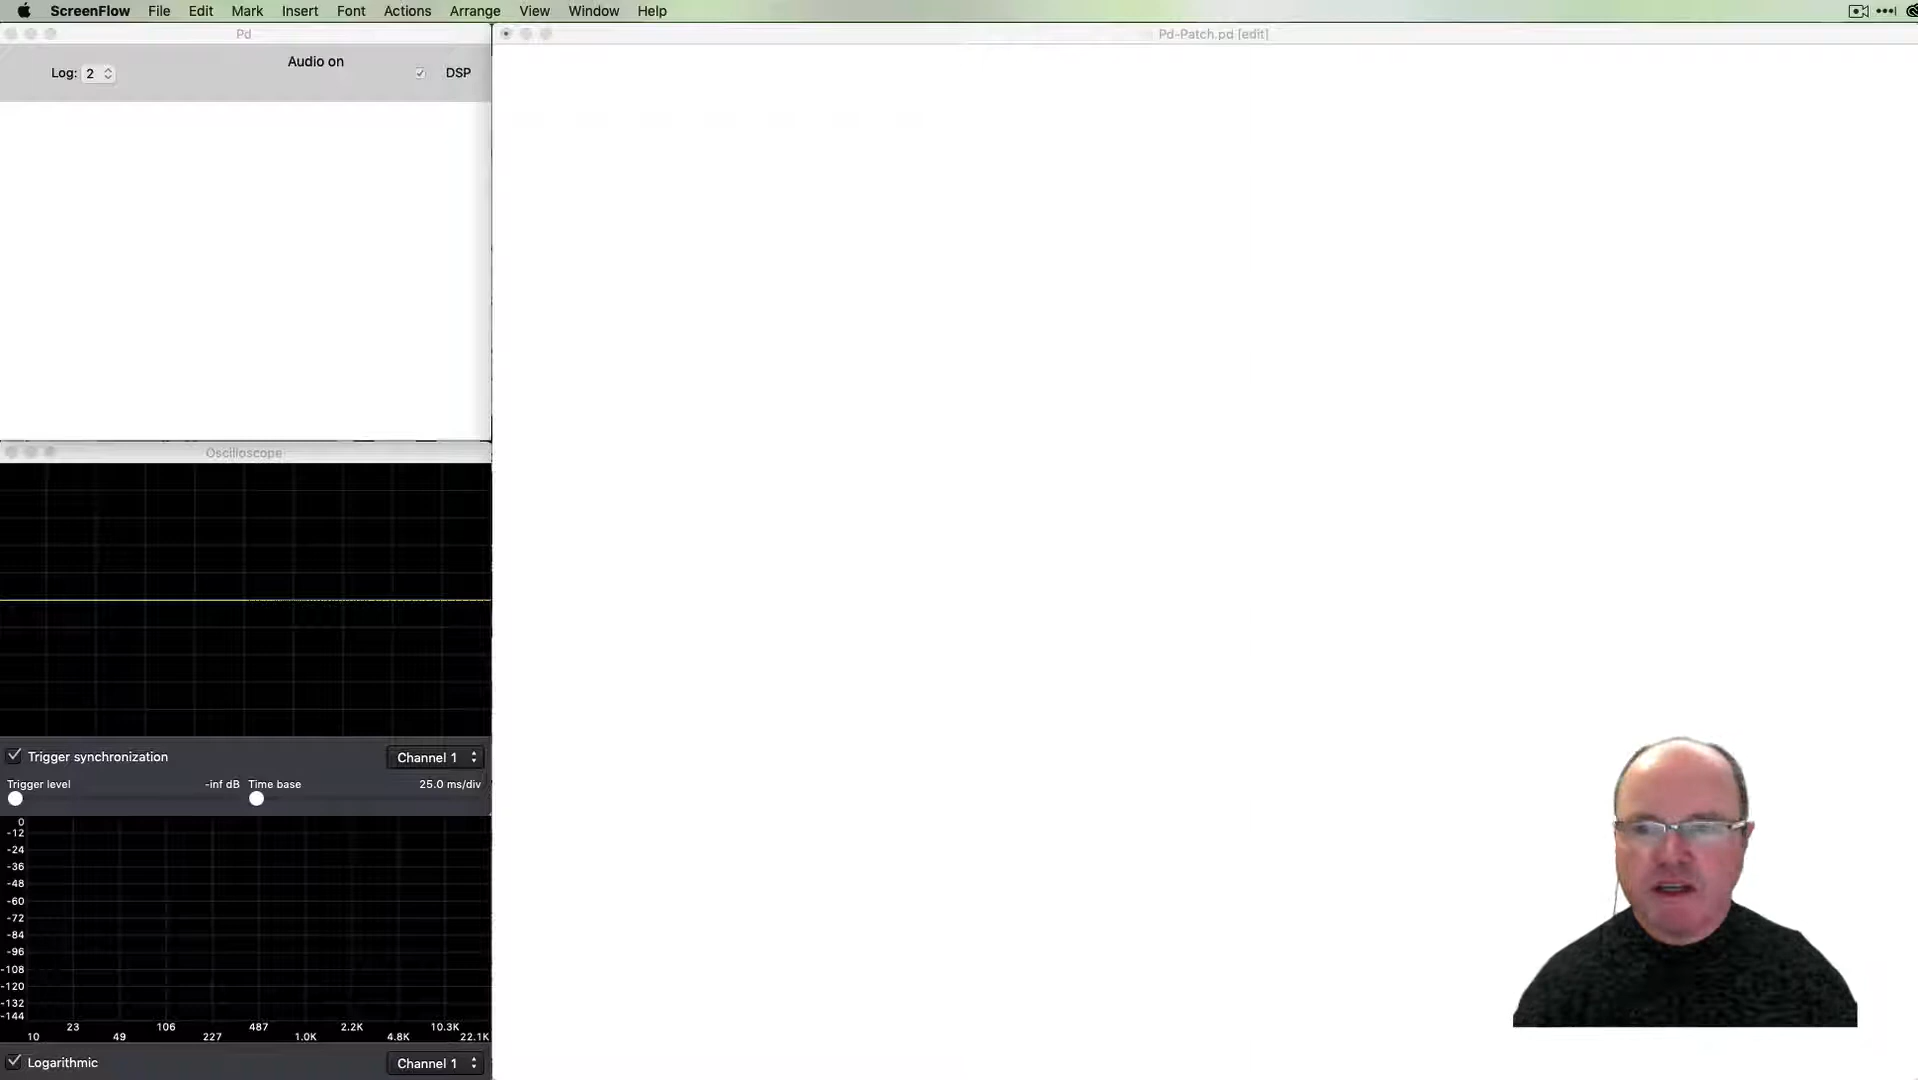 ScreenFlow File Edit Mark Insert Font Actions Arrange View Window Help
Pd
Pd-Patch.pd [edit]
Audio on
Log: 2
DSP
Oscilloscope
Trigger synchronization
Channel 1
Trigger level
-inf dB
Time base
25.0 ms/div
0
-12
-24
-36
-48
-60
-72
-84
-96
-108
-120
-132
-144
23 106 487 2.2K 10.3K
10 49 227 1.0K 4.8K 22.1K
Logarithmic
Channel 1